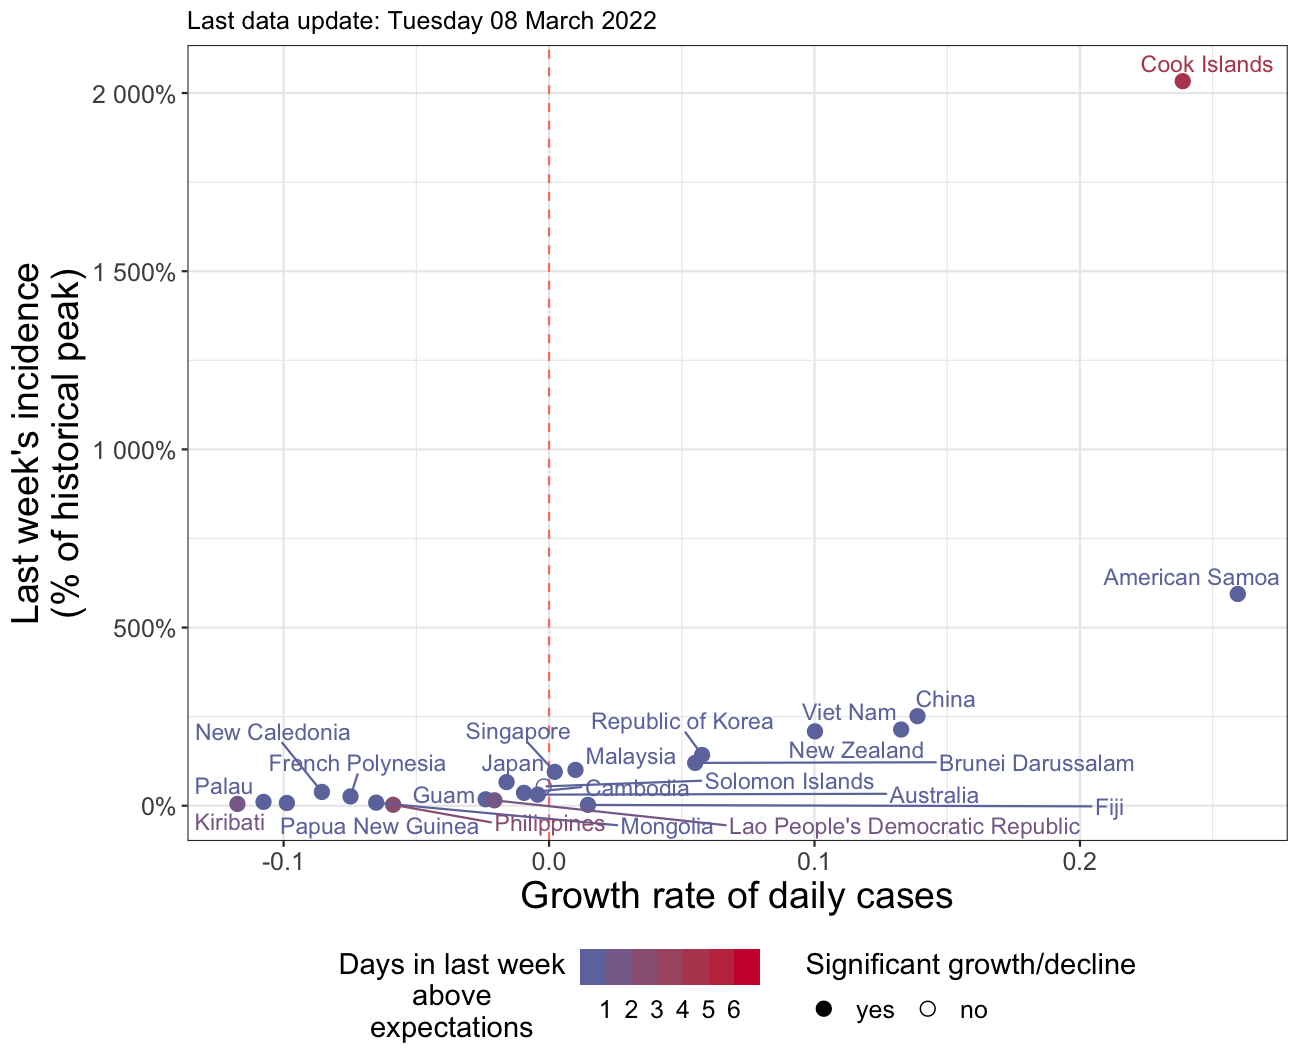 Last data update: Tuesday 08 March 2022
Last week's incidence
(% of historical peak)
2 000%
1 500%
1 000%
500%
0%
Cook Islands
American Samoa
China
Viet Nam
New Zealand
Republic of Korea
Brunei Darussalam
New Caledonia
Singapore
Malaysia
French Polynesia
Japan
Solomon Islands
Palau
Guam
Cambodia
Australia
Fiji
Kiribati
Papua New Guinea
Philippines
Mongolia
Lao People's Democratic Republic
-0.1
0.0
0.1
0.2
Growth rate of daily cases
Days in last week
above
expectations
1 2 3 4 5 6
Significant growth/decline
yes
no